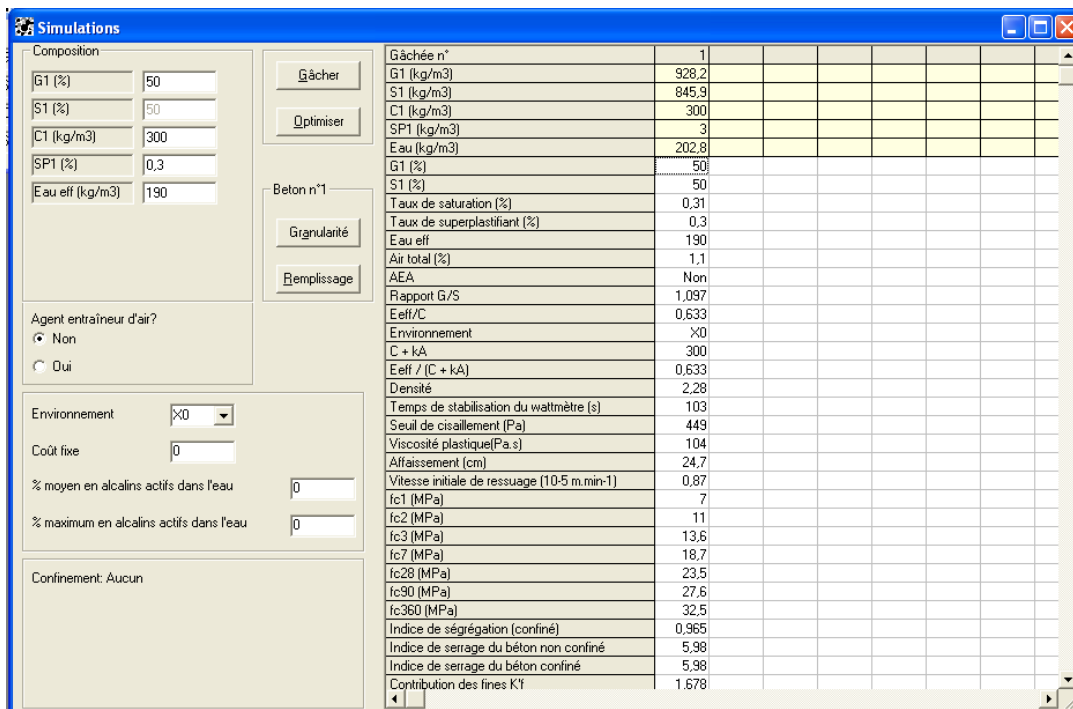 Simulations
Composition
G1 (%) 50
S1 (%) 50
C1 (kg/m3) 300
SP1 (%) 0,3
Eau eff (kg/m3) 190
Gâcher
Optimiser
Beton n°1
Granularité
Remplissage
Agent entraîneur d'air?
Non
Oui
Environnement X0
Coût fixe 0
% moyen en alcalins actifs dans l'eau 0
% maximum en alcalins actifs dans l'eau 0
Confinement: Aucun
Gâchée n° 1
G1 (kg/m3) 928,2
S1 (kg/m3) 845,9
C1 (kg/m3) 300
SP1 (kg/m3) 3
Eau (kg/m3) 202,8
G1 (%) 50
S1 (%) 50
Taux de saturation (%) 0,31
Taux de superplastifiant (%) 0,3
Eau eff 190
Air total (%) 1,1
AEA Non
Rapport G/S 1,097
Eeff/C 0,633
Environnement X0
C + kA 300
Eeff / (C + kA) 0,633
Densité 2,28
Temps de stabilisation du wattmètre (s) 103
Seuil de cisaillement (Pa) 449
Viscosité plastique(Pa.s) 104
Affaissement (cm) 24,7
Vitesse initiale de ressuage (10-5 m.min-1) 0,87
fc1 (MPa) 7
fc2 (MPa) 11
fc3 (MPa) 13,6
fc7 (MPa) 18,7
fc28 (MPa) 23,5
fc90 (MPa) 27,6
fc360 (MPa) 32,5
Indice de ségrégation (confiné) 0,965
Indice de serrage du béton non confiné 5,98
Indice de serrage du béton confiné 5,98
Contribution des fines K'f 1.678